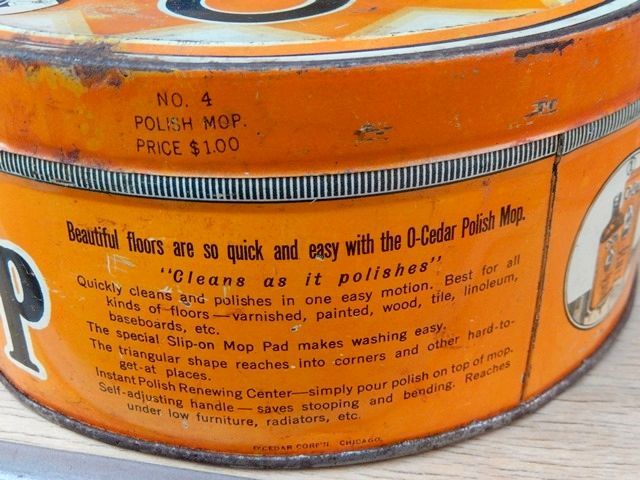 NO. 4
POLISH MOP.
PRICE $1.00
Beautiful floors are so quick and easy with the O-Cedar Polish Mop.
"Cleans as it polishes"
Quickly cleans and polishes in one easy motion. Best for all
kinds of floors—varnished, painted, wood, tile, linoleum,
baseboards, etc.
The special Slip-on Mop Pad makes washing easy.
The triangular shape reaches into corners and other hard-to-
get-at places.
Instant Polish Renewing Center—simply pour polish on top of mop.
Self-adjusting handle—saves stooping and bending. Reaches
under low furniture, radiators, etc.
O'CEDAR CORP'N. CHICAGO.